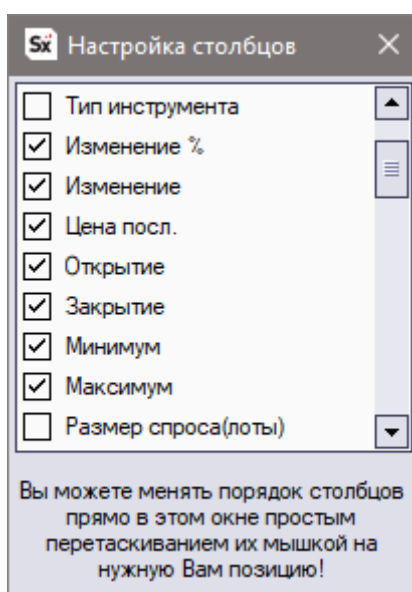 Sx Настройка столбцов
Тип инструмента
Изменение %
Изменение
Цена посл.
Открытие
Закрытие
Минимум
Максимум
Размер спроса(лоты)
Вы можете менять порядок столбцов
прямо в этом окне простым
перетаскиванием их мышкой на
нужную Вам позицию!